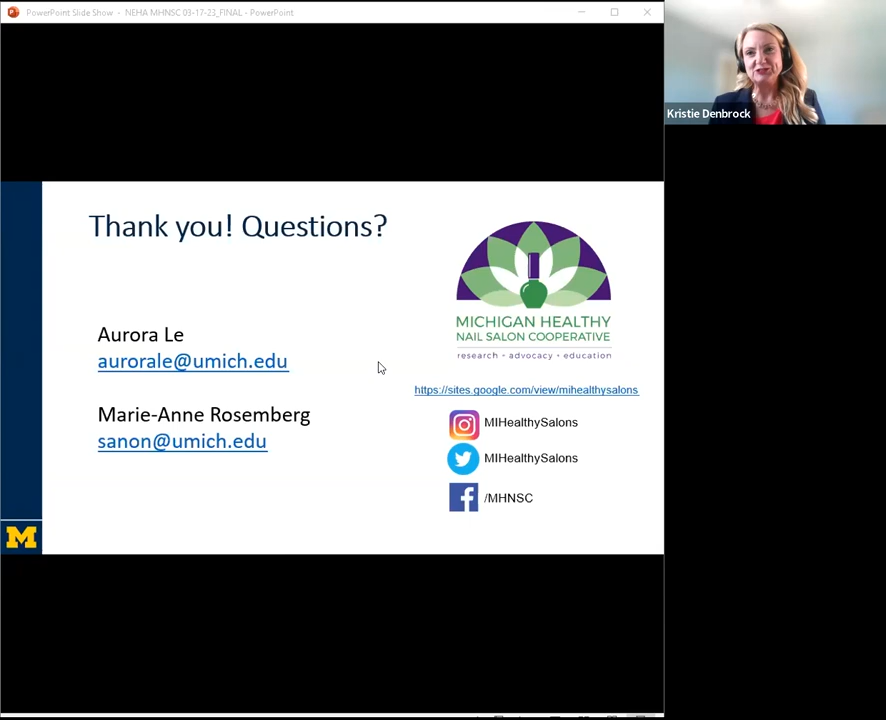 PowerPoint Slide Show - NEHA MHNSC 03-17-23_FINAL - PowerPoint
Kristie Denbrock
Thank you! Questions?
Aurora Le
aurorale@umich.edu
Marie-Anne Rosemberg
sanon@umich.edu
MICHIGAN HEALTHY
NAIL SALON COOPERATIVE
research • advocacy • education
https://sites.google.com/view/mihealthysalons
MIHealthySalons
MIHealthySalons
/MHNSC
M